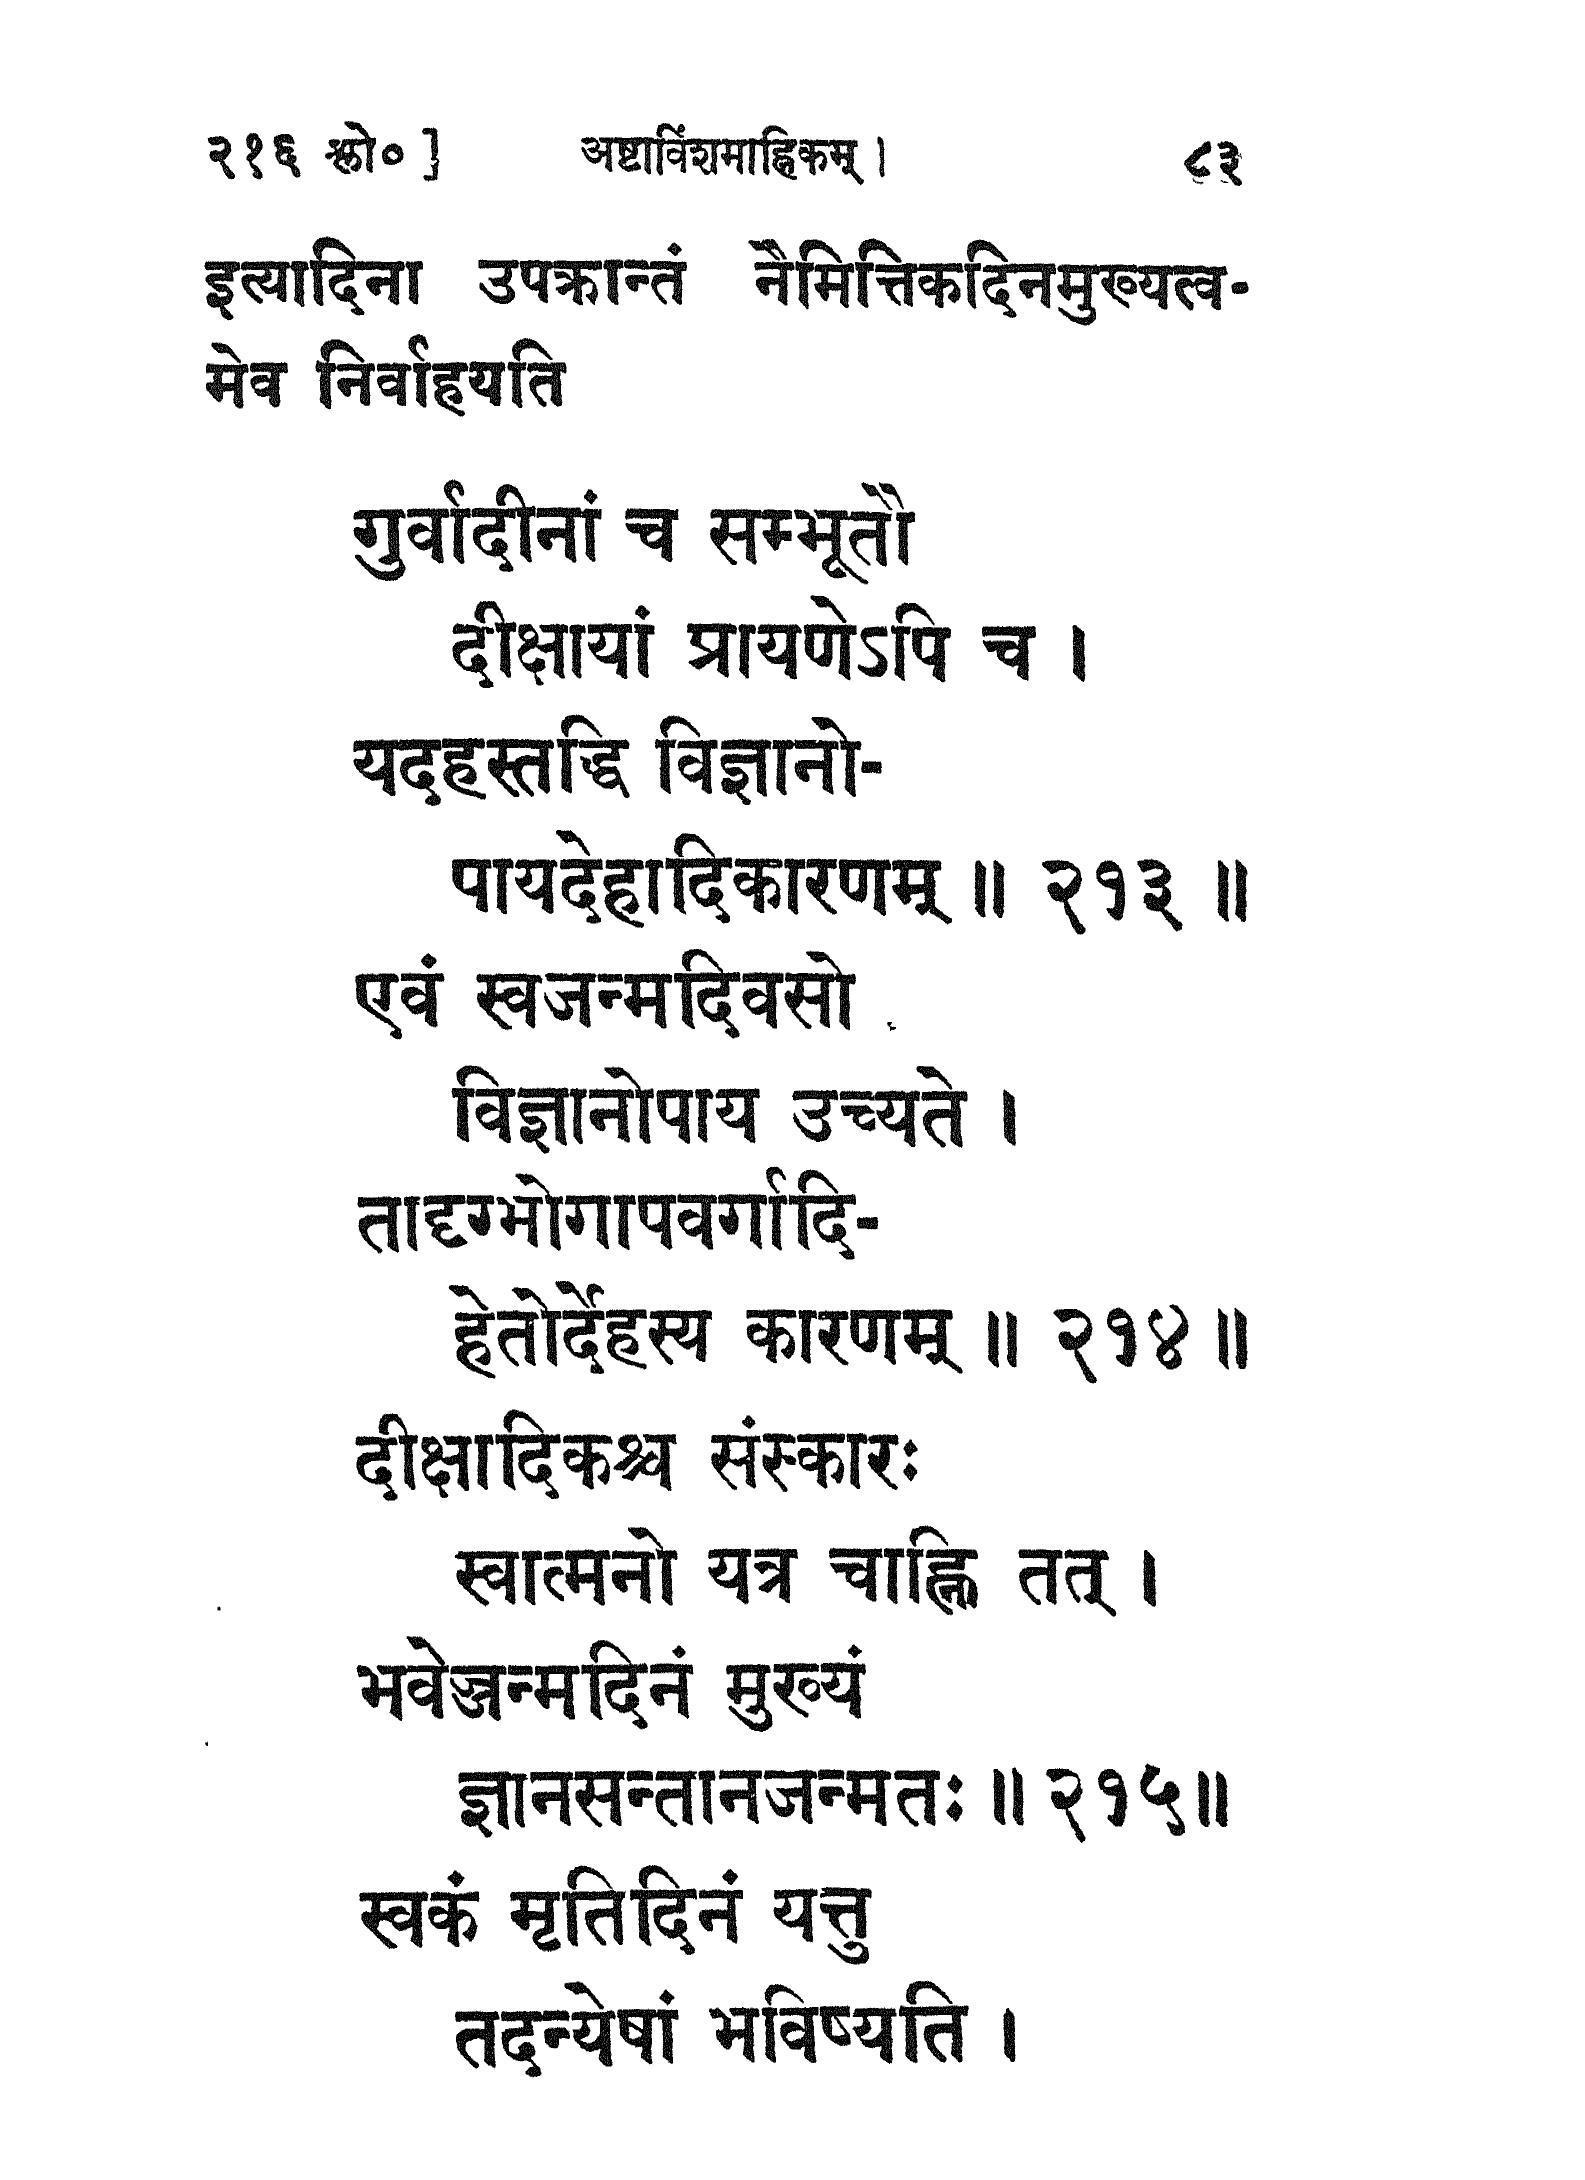 २१६ श्लो० ] अष्टाविंशमाह्निकम् । ८३
इत्यादिना उपक्रान्तं नैमित्तिकदिनमुख्यत्व-
मेव निर्वाहयति
गुर्वादीनां च सम्भूतौ
दीक्षायां प्रायणेऽपि च ।
यदहस्तद्धि विज्ञानो-
पायदेहादिकारणम् ॥ २१३ ॥
एवं स्वजन्मदिवसो
विज्ञानोपाय उच्यते ।
तादृग्भोगापवर्गादि-
हेतोर्देहस्य कारणम् ॥ २१४ ॥
दीक्षादिकश्च संस्कारः
स्वात्मनो यत्र चाह्नि तत् ।
भवेज्जन्मदिनं मुख्यं
ज्ञानसन्तानजन्मतः ॥ २१५ ॥
स्वकं मृतिदिनं यत्तु
तदन्येषां भविष्यति ।